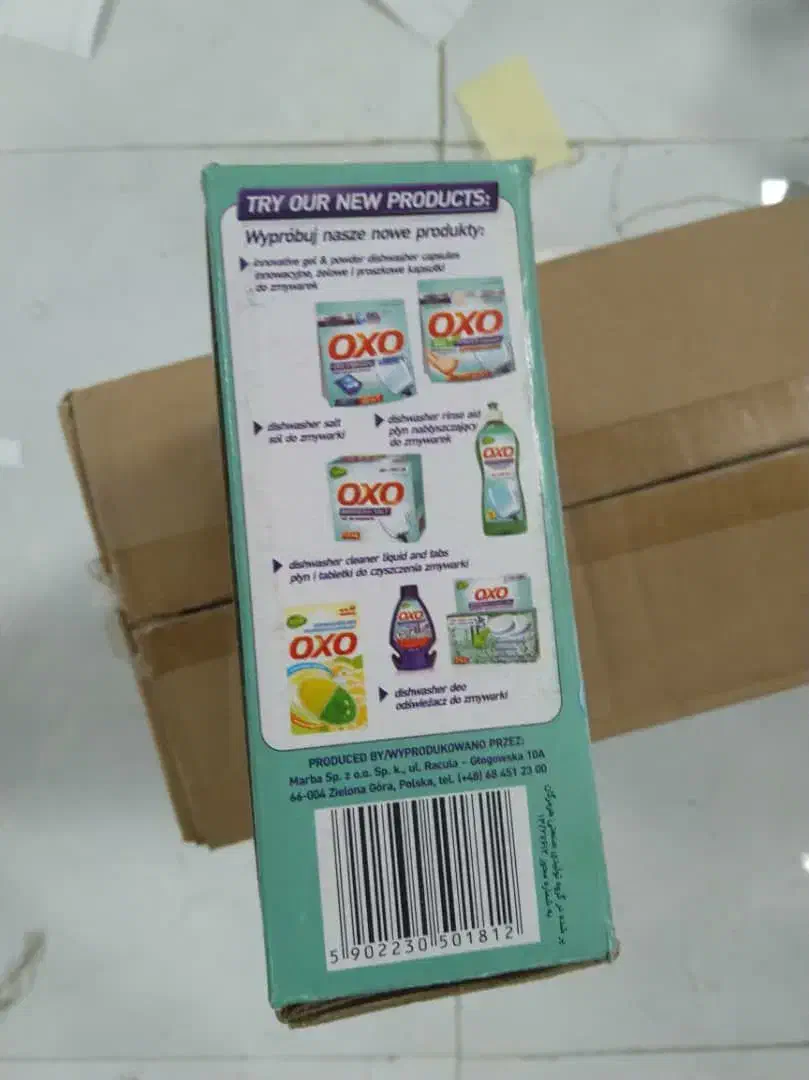 TRY OUR NEW PRODUCTS:
Wypróbuj nasze nowe produkty:
innovative gel & powder dishwasher capsules
innowacyjne, żelowe i proszkowe kapsułki
do zmywarek
OXO
OXO
dishwasher salt
sól do zmywarki
dishwasher rinse aid
płyn nabłyszczający
do zmywarek
OXO
OXO
dishwasher cleaner liquid and tabs
płyn i tabletki do czyszczenia zmywarki
OXO
OXO
OXO
dishwasher deo
odświeżacz do zmywarki
PRODUCED BY/WYPRODUKOWANO PRZEZ:
Marba Sp. z o.o. Sp. k., ul. Racula - Głogowska 10A
66-004 Zielona Góra, Polska, tel. (+48) 68 451 23 00
5 902230 501812